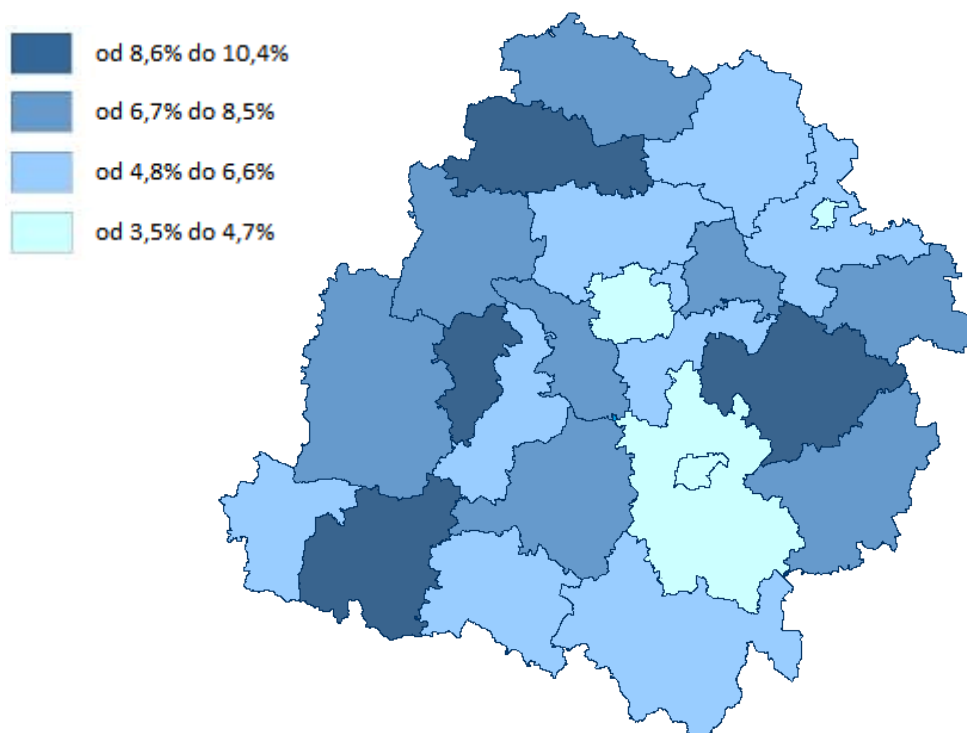 od 8,6% do 10,4%
od 6,7% do 8,5%
od 4,8% do 6,6%
od 3,5% do 4,7%